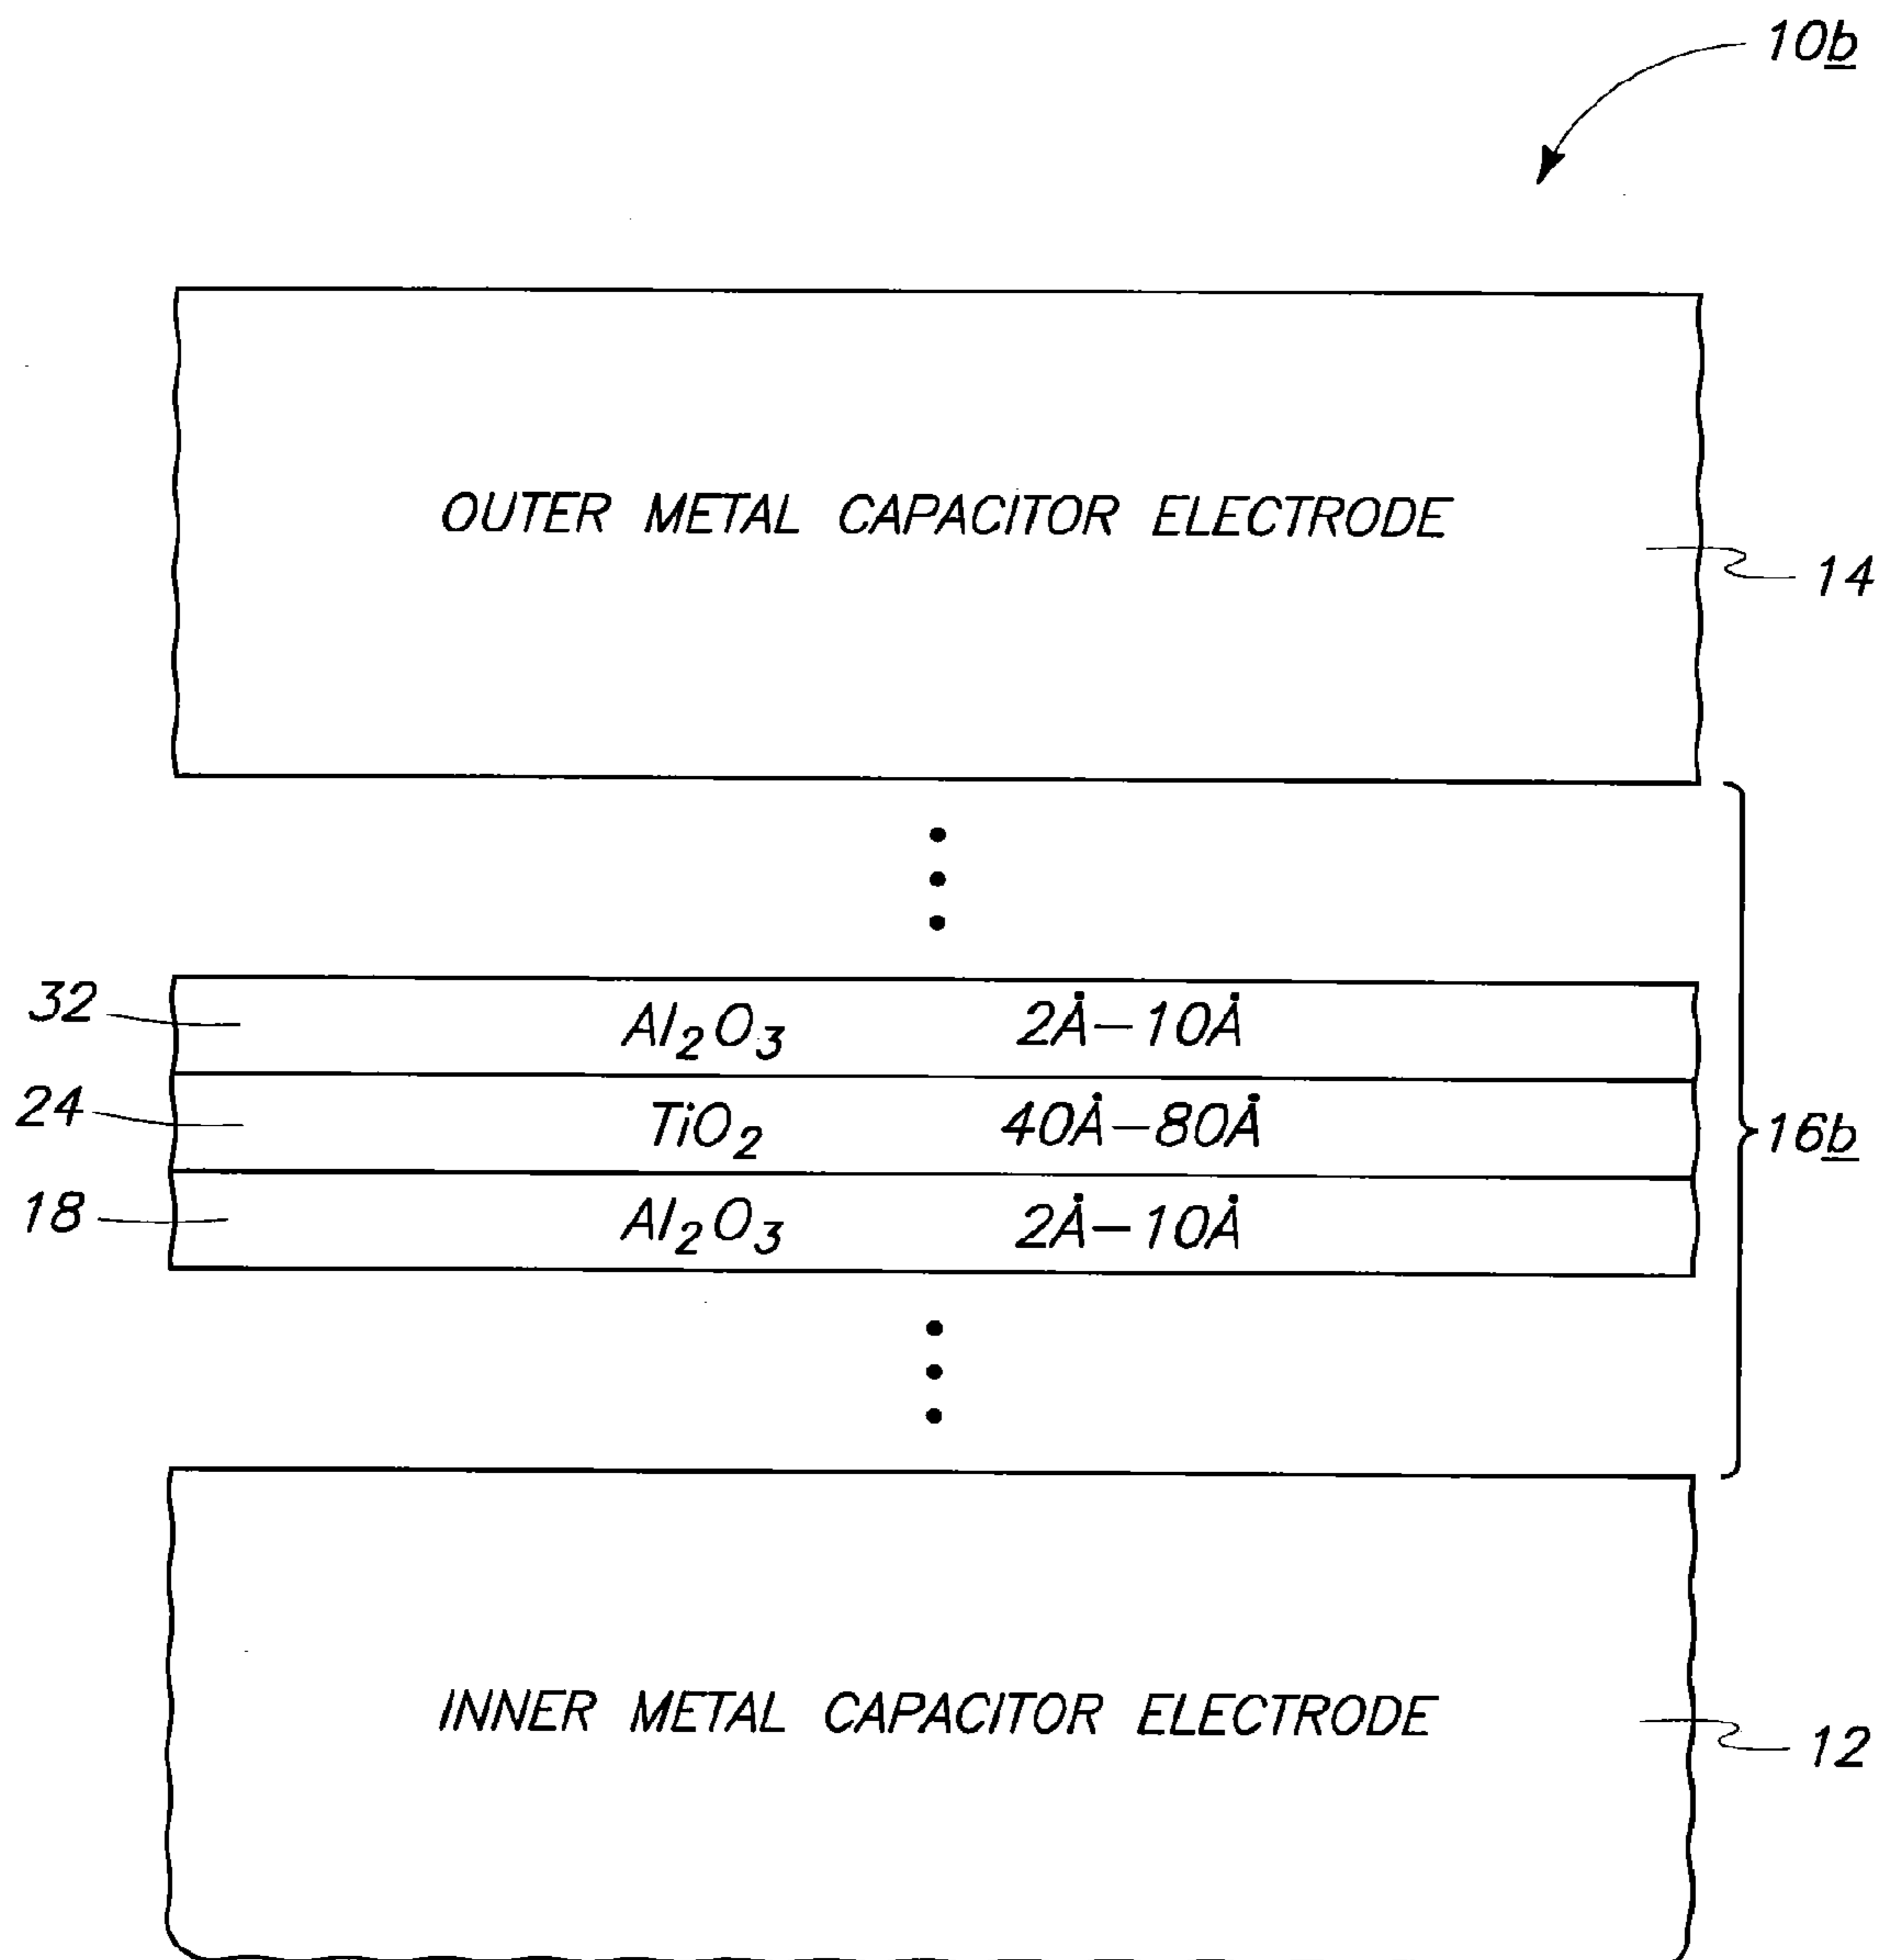 10b
OUTER METAL CAPACITOR ELECTRODE
14
32
Al₂O₃ 2Å–10Å
24
TiO₂ 40Å–80Å
16b
18
Al₂O₃ 2Å–10Å
INNER METAL CAPACITOR ELECTRODE
12